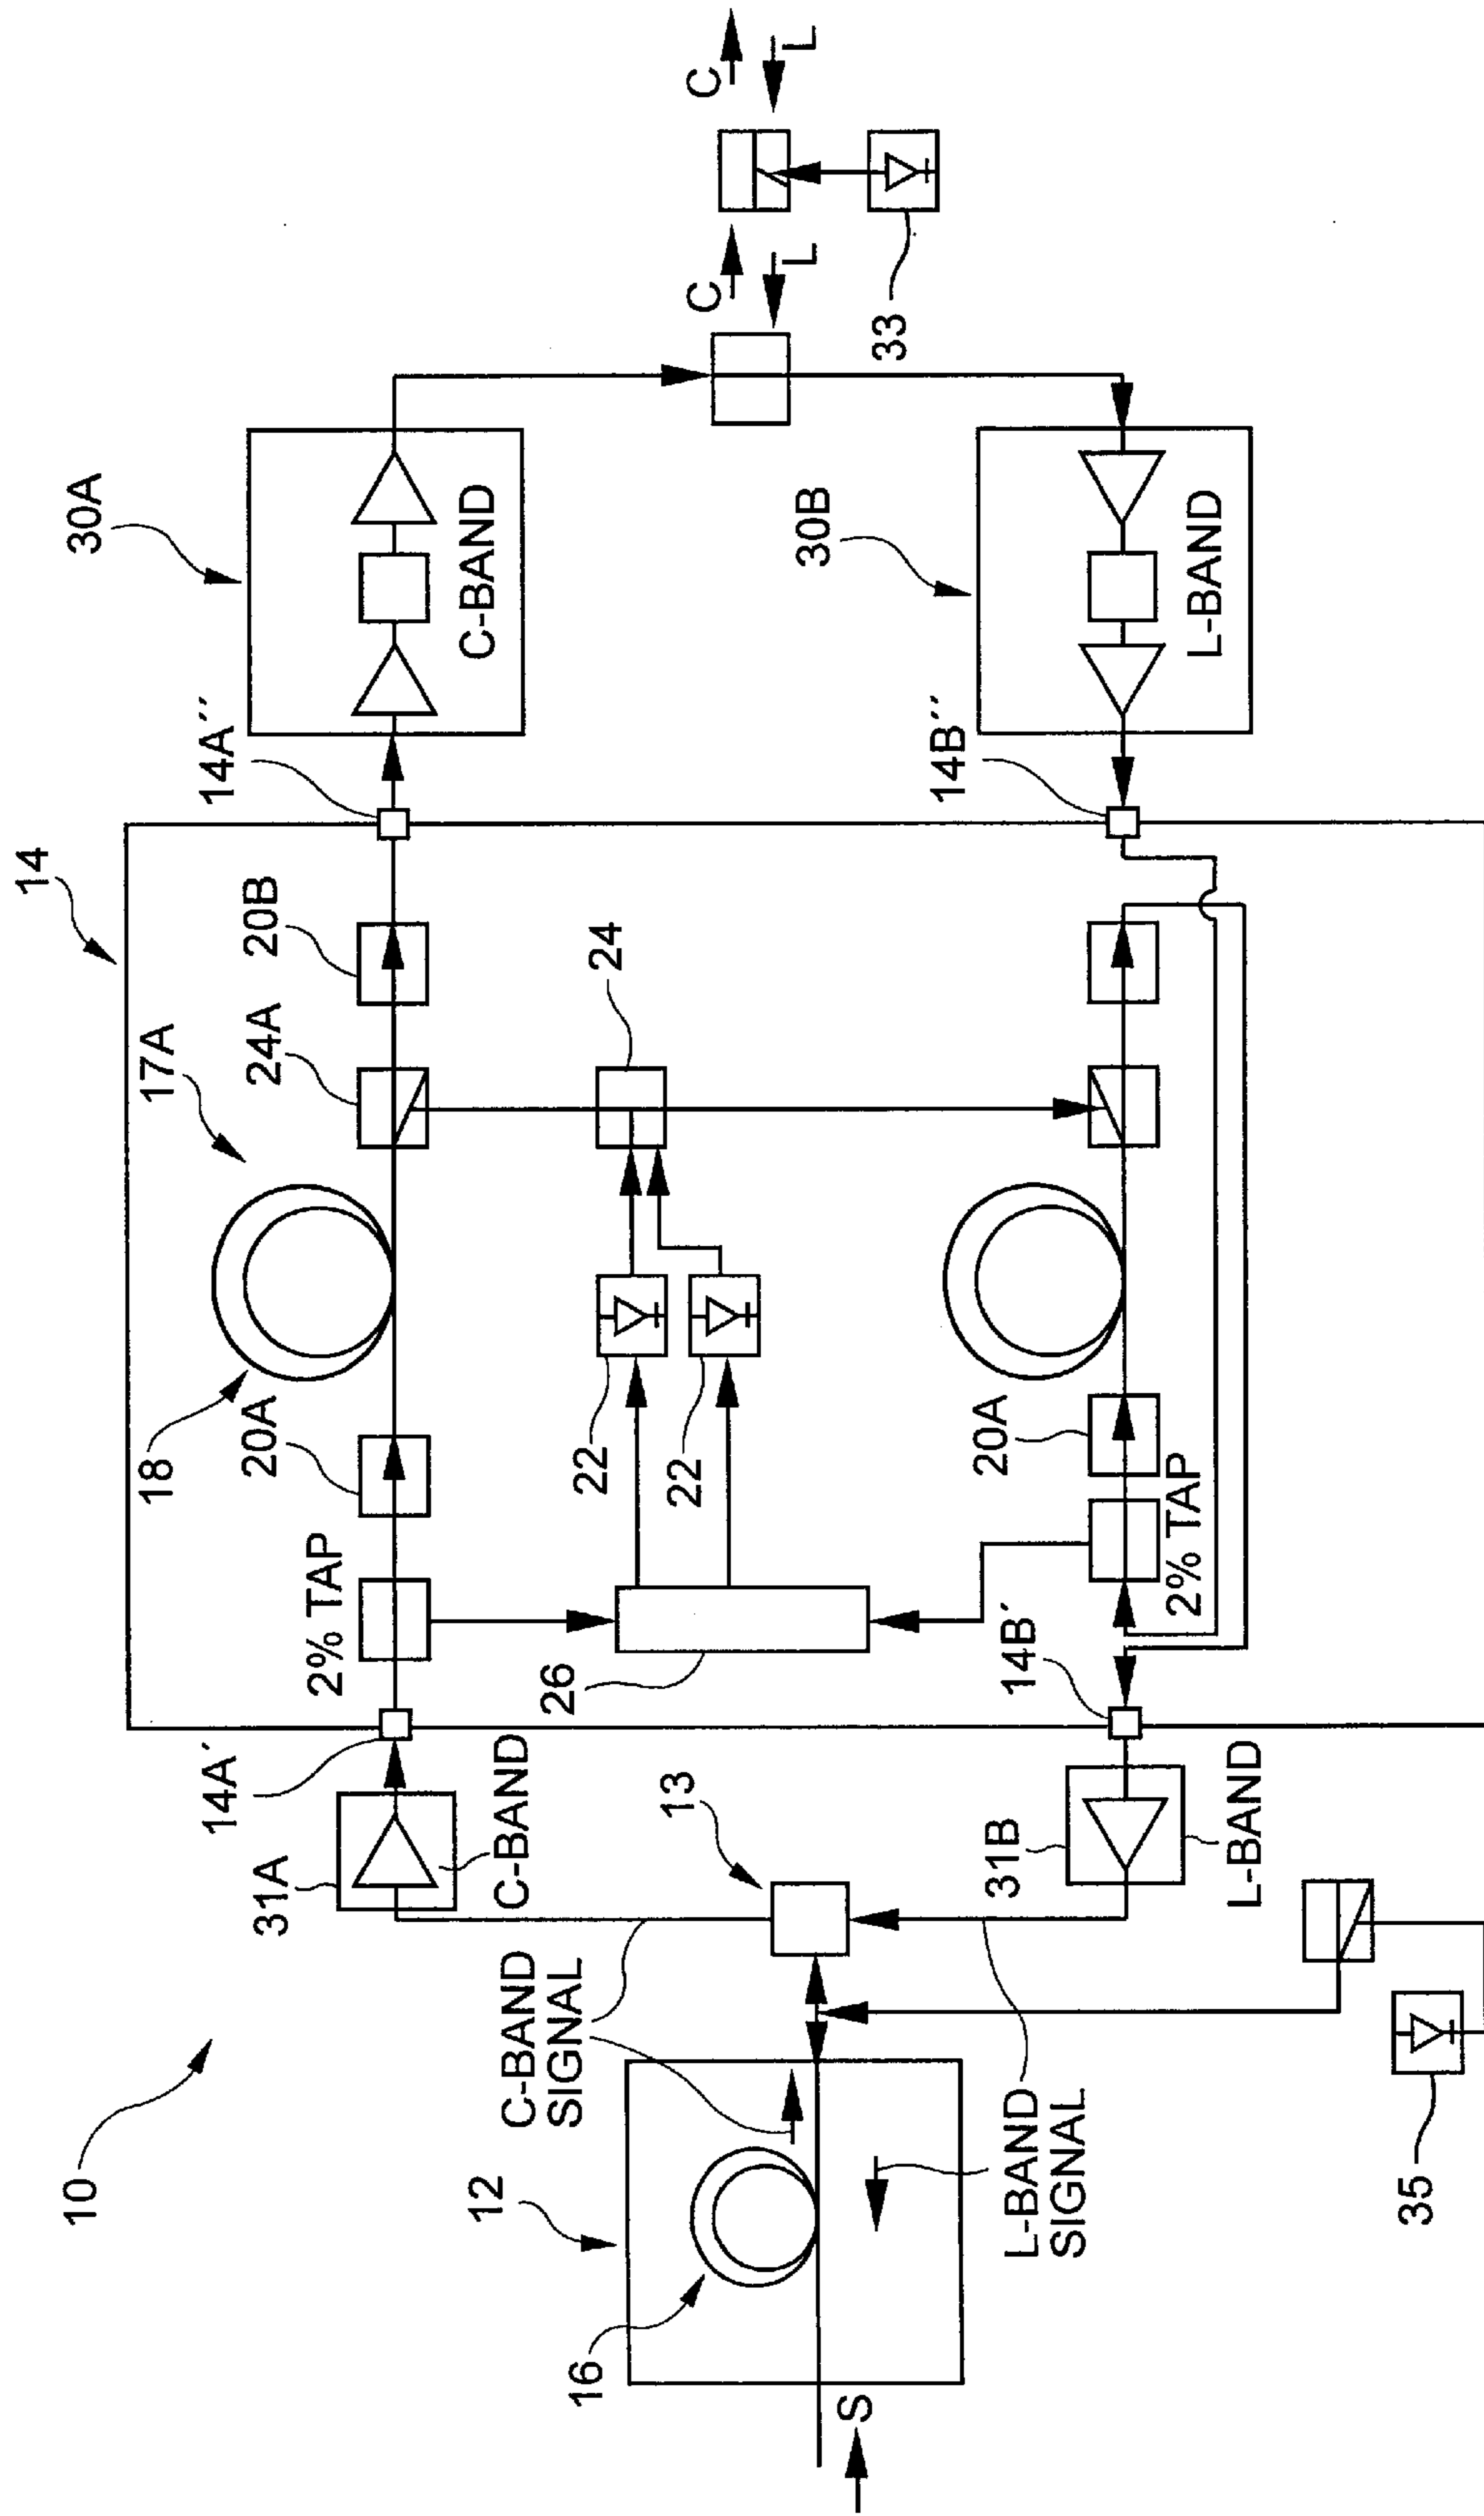 10
12
16
S
C-BAND
SIGNAL
L-BAND
SIGNAL
35
13
31A
C-BAND
31B
L-BAND
14
14A′
2% TAP
20A
18
17A
24A
20B
14A′′
26
22
22
24
14B′
2% TAP
20A
14B′′
30A
C-BAND
30B
L-BAND
33
C
L
C
L